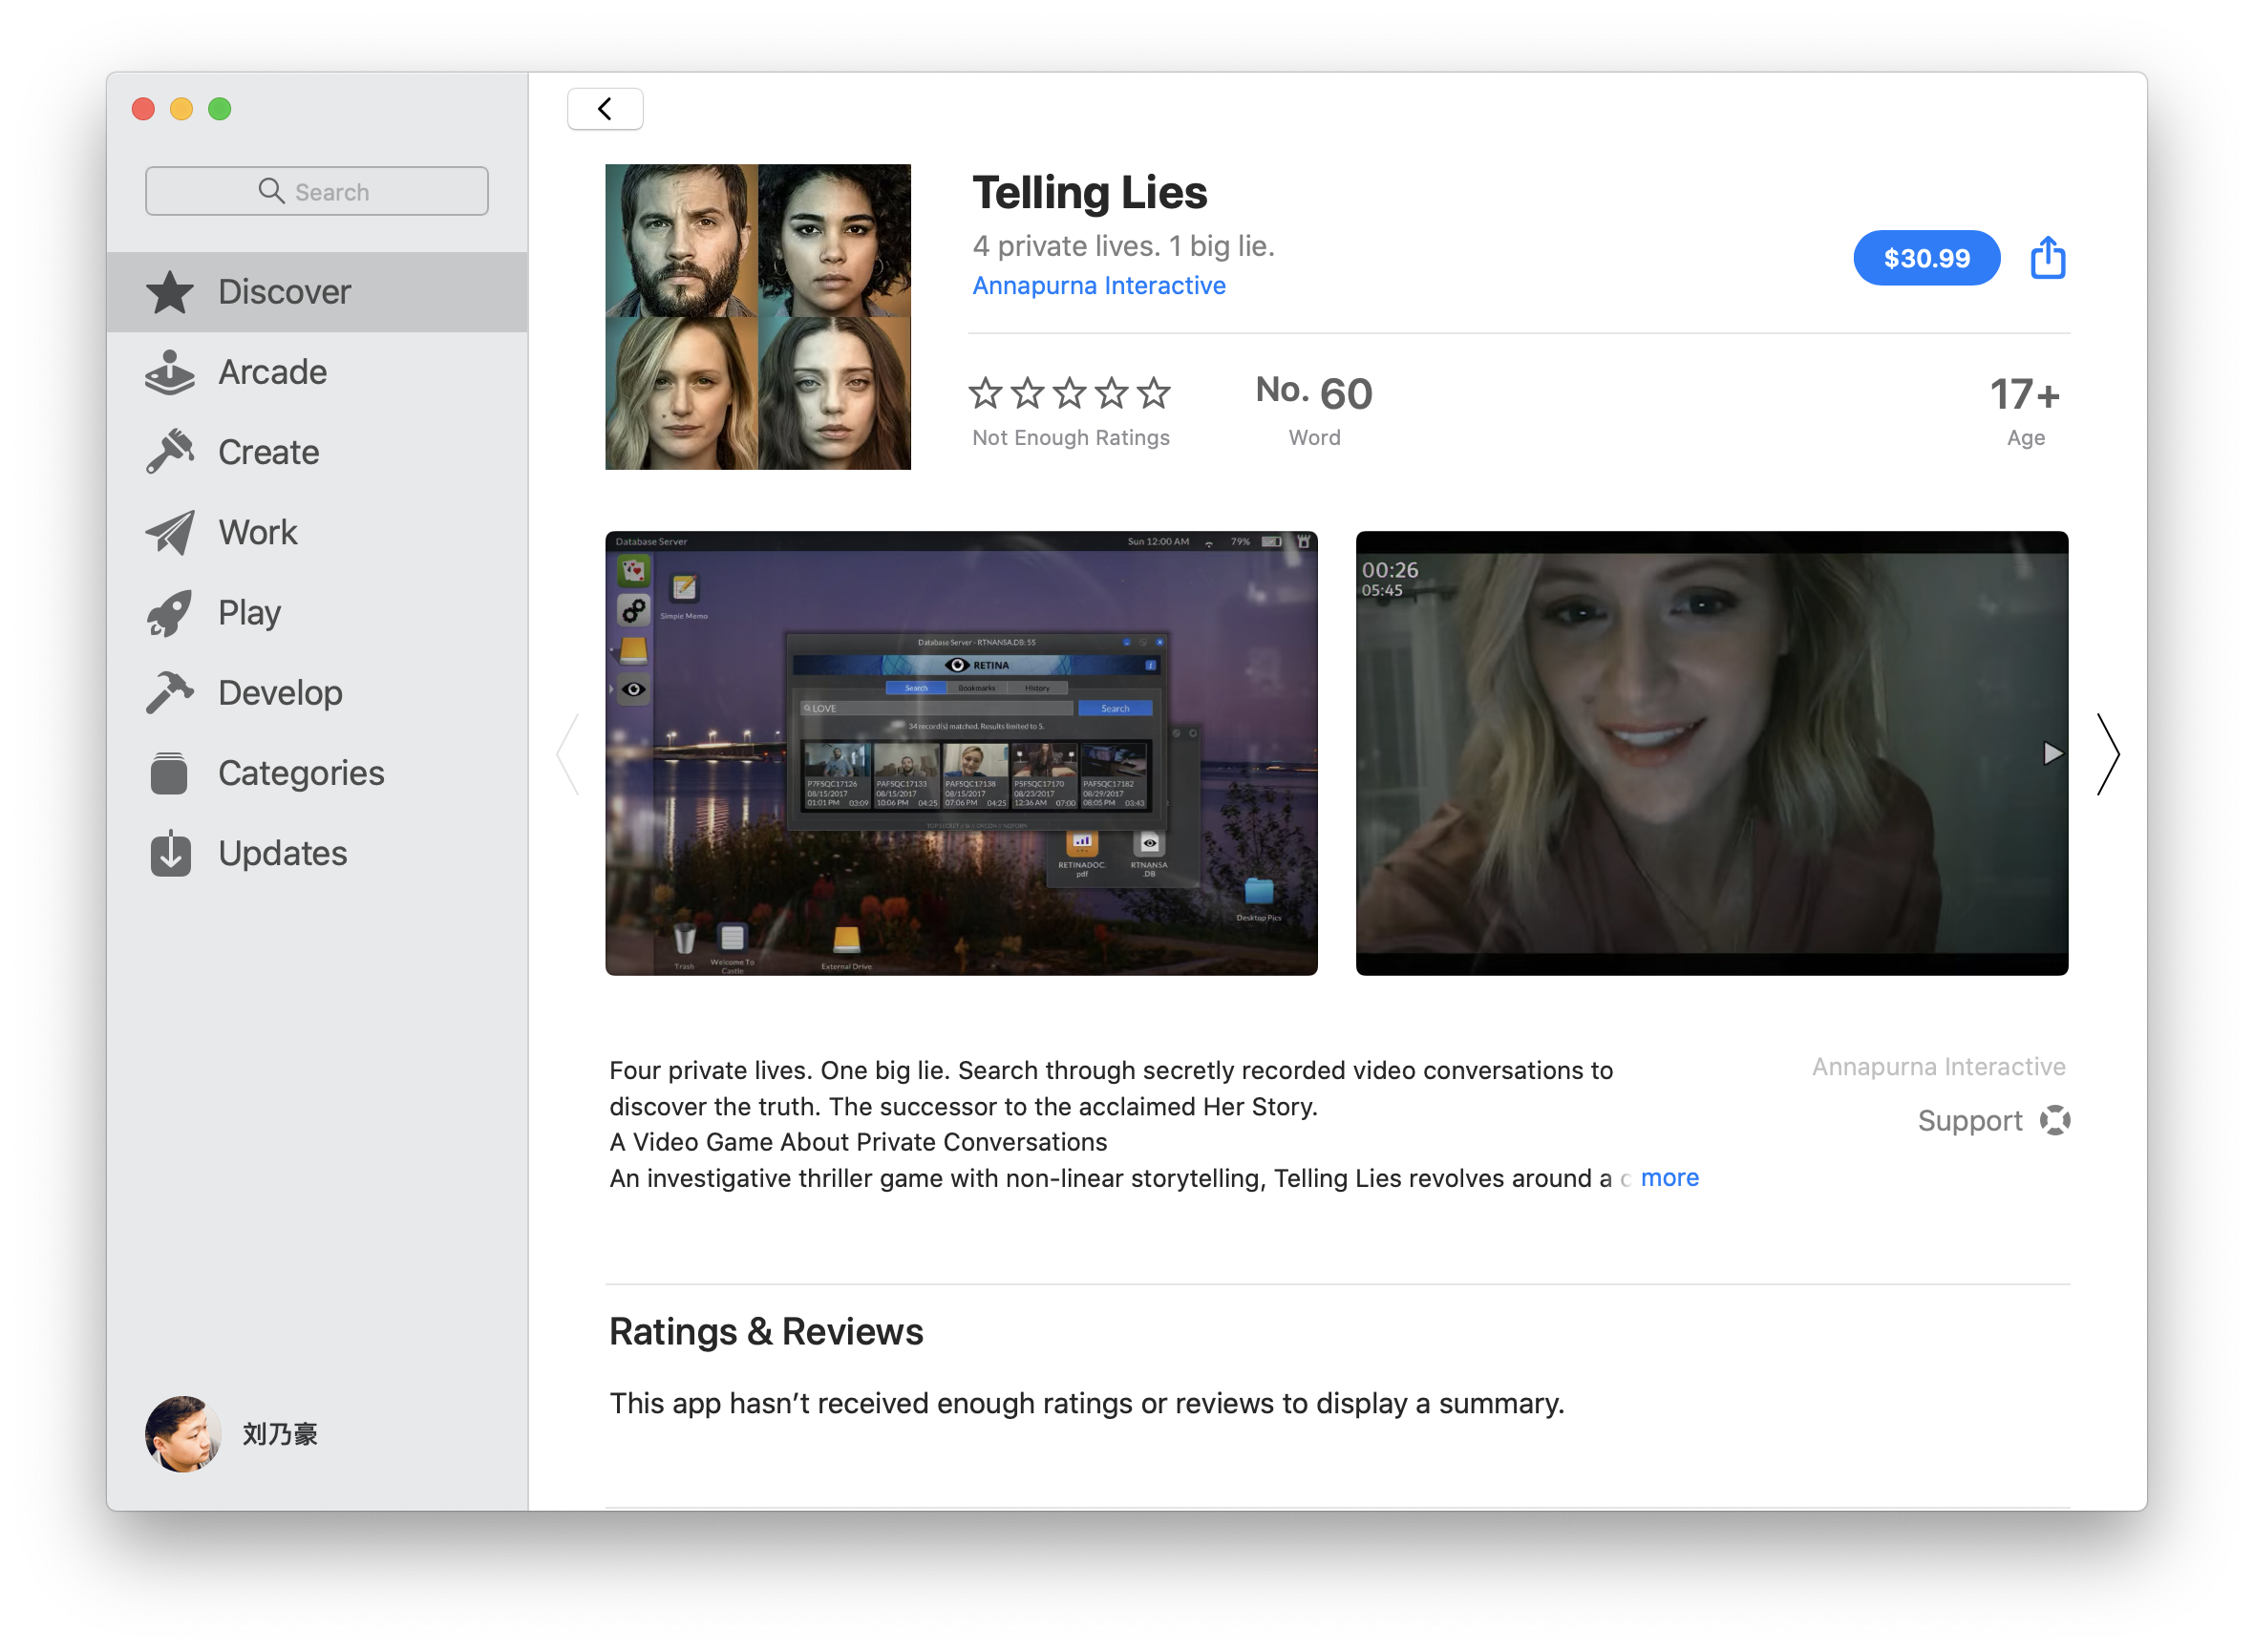 Search
Discover
Arcade
Create
Work
Play
Develop
Categories
Updates
刘乃豪
Telling Lies
4 private lives. 1 big lie.
Annapurna Interactive
$30.99
Not Enough Ratings
No. 60
Word
17+
Age
Database Server
Sun 12:00 AM 79%
Simple Memo
Database Server - RTNANSA.DB: 55
RETINA
Search Bookmarks History
LOVE
Search
34 record(s) matched. Results limited to 5.
P7FSQC17126 PAFSQC17133 PAFSQC17138 P5FSQC17170 PAFSQC17182
08/15/2017 08/15/2017 08/15/2017 08/23/2017 08/29/2017
01:01 PM 03:09 10:06 PM 04:25 07:06 PM 04:25 12:36 AM 07:00 08:05 PM 03:43
RETINADOC.
pdf
RTNANSA
.DB
Desktop Pics
Trash
Welcome To
Castle
External Drive
00:26
05:45
Four private lives. One big lie. Search through secretly recorded video conversations to
discover the truth. The successor to the acclaimed Her Story.
A Video Game About Private Conversations
An investigative thriller game with non-linear storytelling, Telling Lies revolves around a more
Annapurna Interactive
Support
Ratings & Reviews
This app hasn’t received enough ratings or reviews to display a summary.